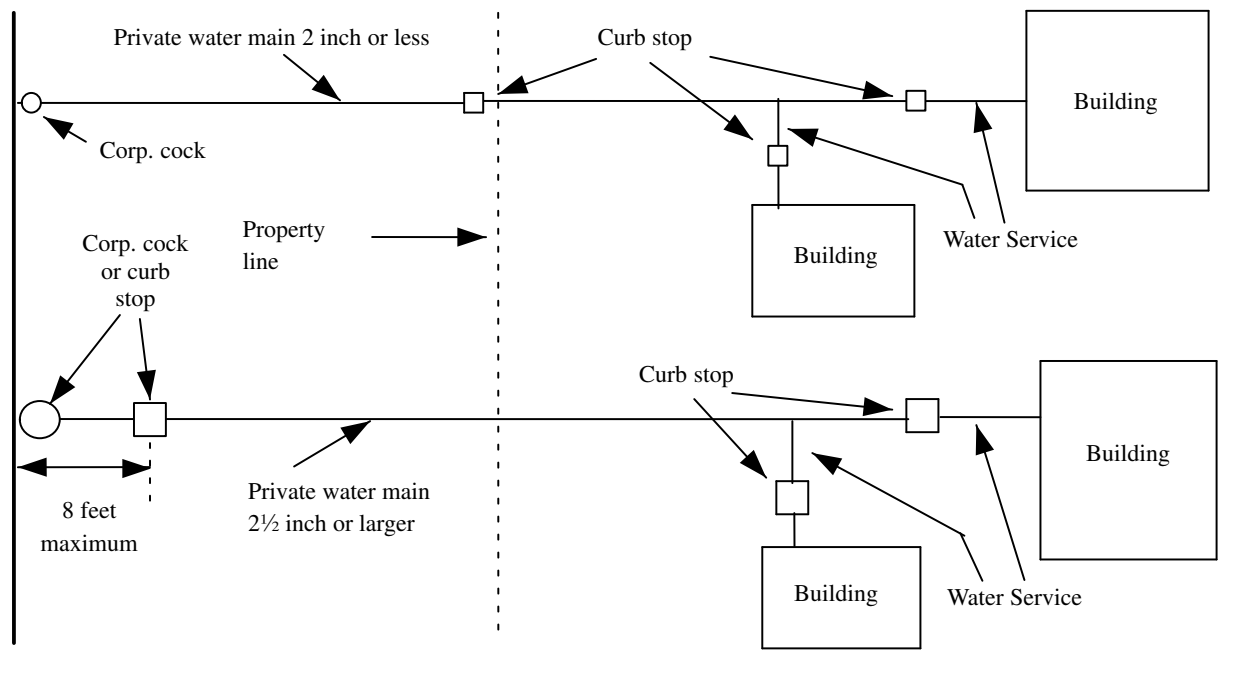 Private water main 2 inch or less
Curb stop
Building
Corp. cock
Property
line
Water Service
Building
Corp. cock
or curb
stop
Curb stop
Building
Private water main
2½ inch or larger
8 feet
maximum
Building
Water Service